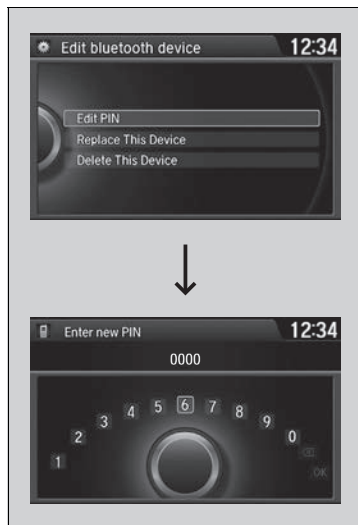 Edit bluetooth device 12:34
Edit PIN
Replace This Device
Delete This Device
Enter new PIN 12:34
0000
1 2 3 4 5 6 7 8 9 0
OK